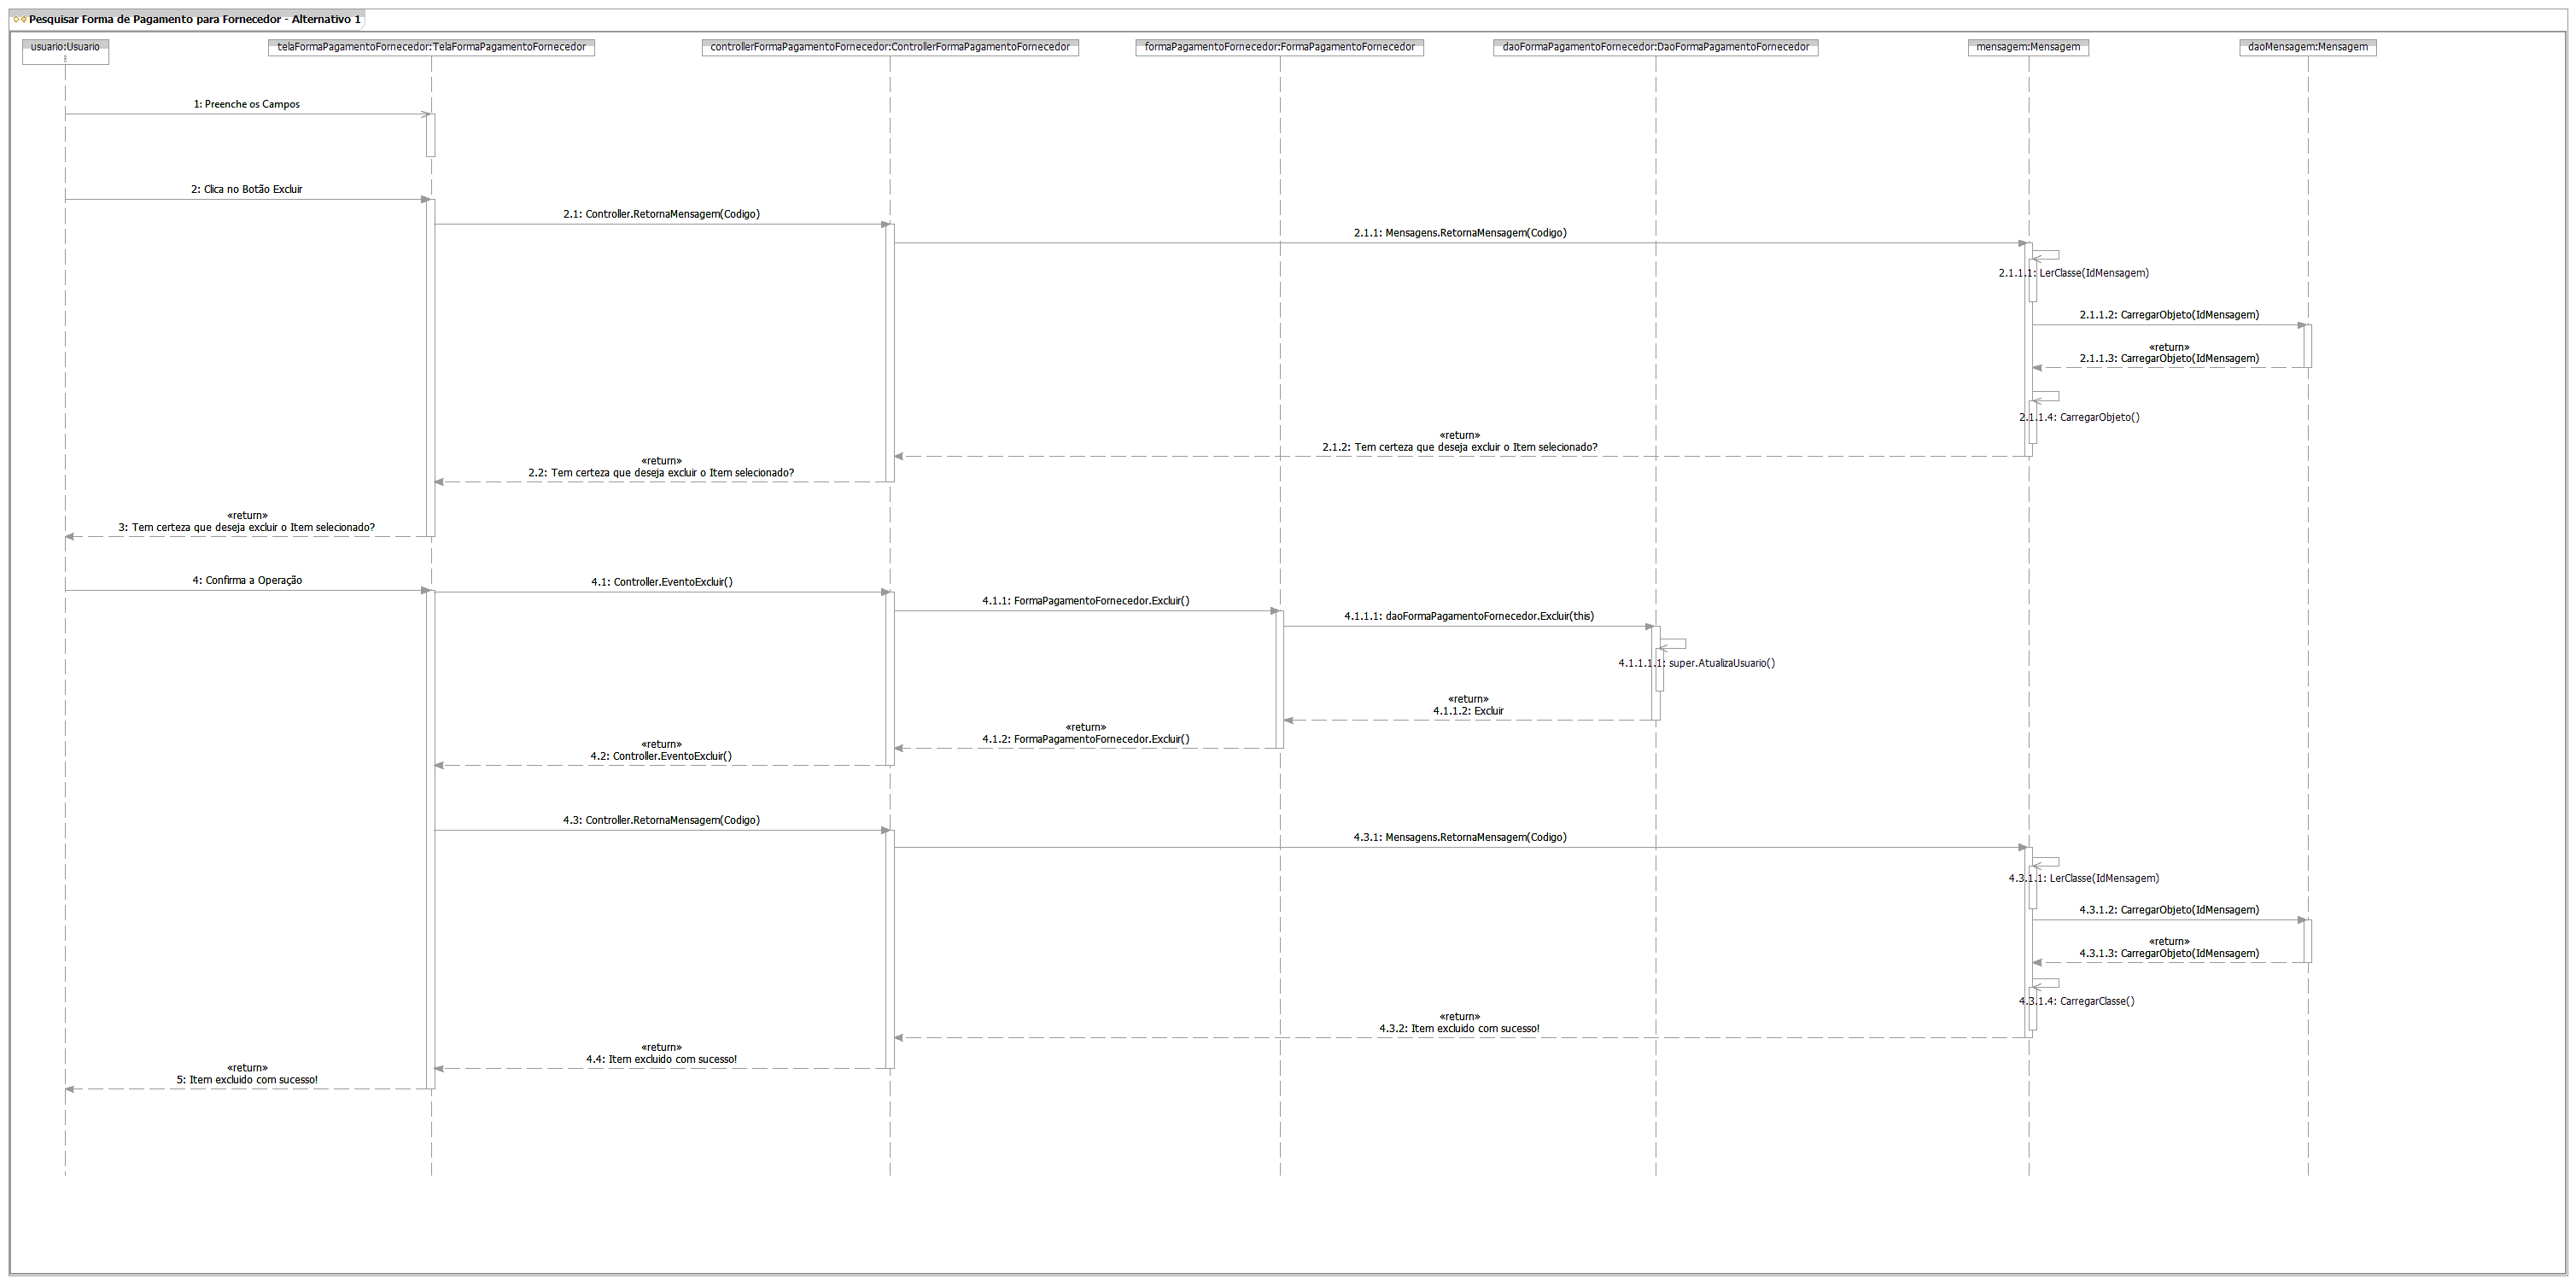 Pesquisar Forma de Pagamento para Fornecedor - Alternativo 1
usuario:Usuario
telaFormaPagamentoFornecedor:TelaFormaPagamentoFornecedor
controllerFormaPagamentoFornecedor:ControllerFormaPagamentoFornecedor
formaPagamentoFornecedor:FormaPagamentoFornecedor
daoFormaPagamentoFornecedor:DaoFormaPagamentoFornecedor
mensagem:Mensagem
daoMensagem:Mensagem
1: Preenche os Campos
2: Clica no Botão Excluir
2.1: Controller.RetornaMensagem(Codigo)
2.1.1: Mensagens.RetornaMensagem(Codigo)
2.1.1.1: LerClasse(IdMensagem)
2.1.1.2: CarregarObjeto(IdMensagem)
«return»
2.1.1.3: CarregarObjeto(IdMensagem)
2.1.1.4: CarregarObjeto()
«return»
2.1.2: Tem certeza que deseja excluir o Item selecionado?
«return»
2.2: Tem certeza que deseja excluir o Item selecionado?
«return»
3: Tem certeza que deseja excluir o Item selecionado?
4: Confirma a Operação
4.1: Controller.EventoExcluir()
4.1.1: FormaPagamentoFornecedor.Excluir()
4.1.1.1: daoFormaPagamentoFornecedor.Excluir(this)
4.1.1.1.1: super.AtualizaUsuario()
«return»
4.1.1.2: Excluir
«return»
4.1.2: FormaPagamentoFornecedor.Excluir()
«return»
4.2: Controller.EventoExcluir()
4.3: Controller.RetornaMensagem(Codigo)
4.3.1: Mensagens.RetornaMensagem(Codigo)
4.3.1.1: LerClasse(IdMensagem)
4.3.1.2: CarregarObjeto(IdMensagem)
«return»
4.3.1.3: CarregarObjeto(IdMensagem)
4.3.1.4: CarregarClasse()
«return»
4.3.2: Item excluido com sucesso!
«return»
4.4: Item excluido com sucesso!
«return»
5: Item excluido com sucesso!